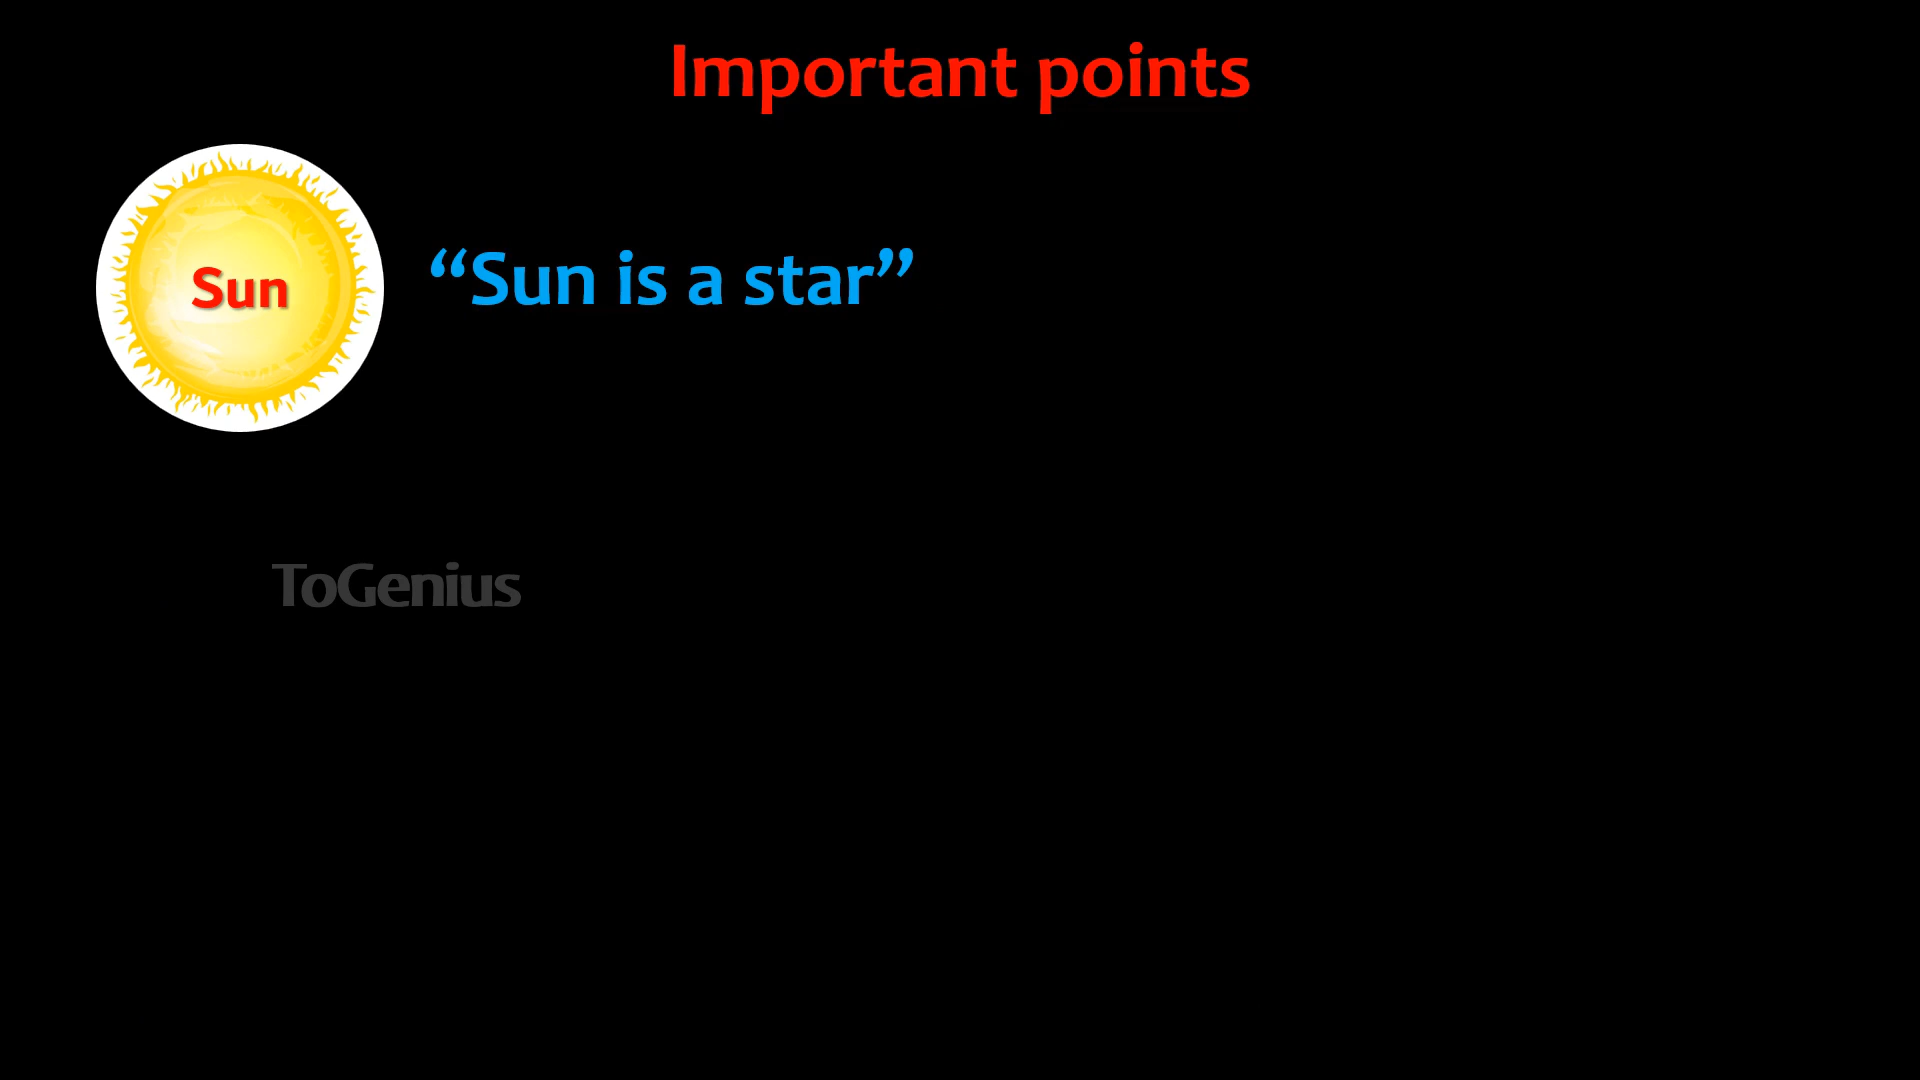 Important points
Sun
“Sun is a star”
ToGenius